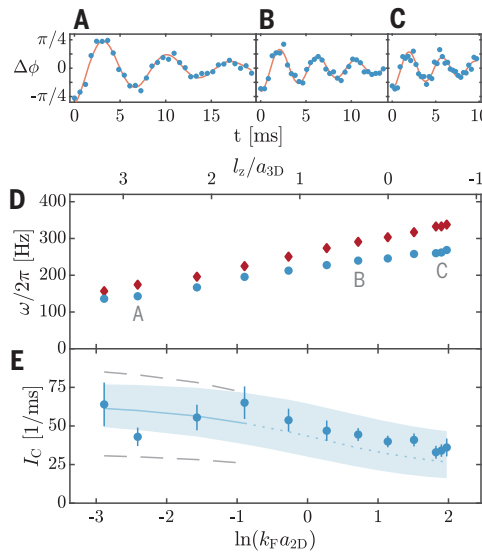 A B C
π/4
Δϕ 0
-π/4
0 5 10 15 0 5 10 0 5 10
t [ms]
l_z/a_3D
3 2 1 0 -1
D
400
300
ω/2π [Hz]
200
100
0
A B C
E
75
I_C [1/ms]
50
25
0
-3 -2 -1 0 1 2
ln(k_F a_2D)